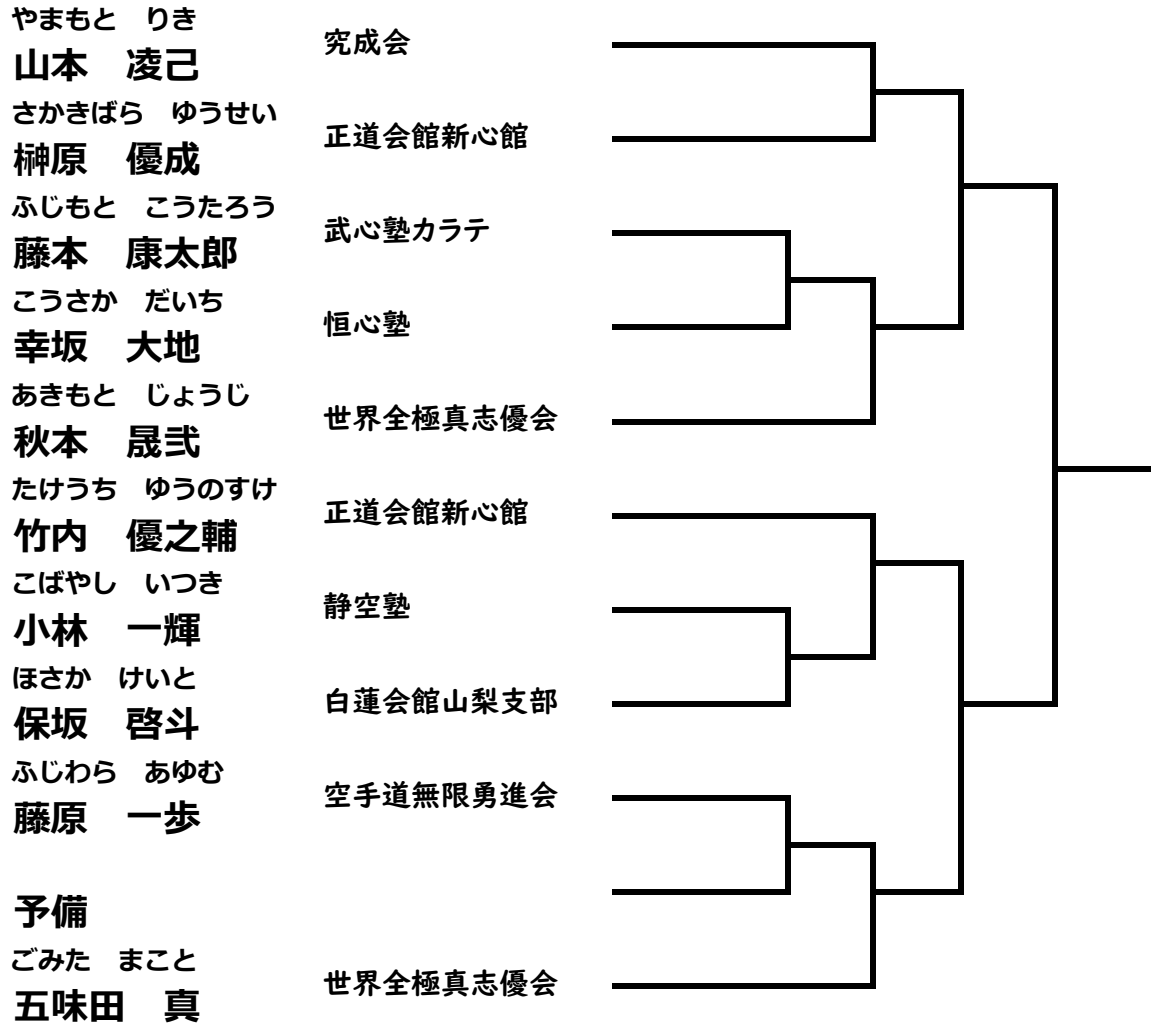 やまもと　りき
山本　凌己
究成会
さかきばら　ゆうせい
榊原　優成
正道会館新心館
ふじもと　こうたろう
藤本　康太郎
武心塾カラテ
こうさか　だいち
幸坂　大地
恒心塾
あきもと　じょうじ
秋本　晟弐
世界全極真志優会
たけうち　ゆうのすけ
竹内　優之輔
正道会館新心館
こばやし　いつき
小林　一輝
静空塾
ほさか　けいと
保坂　啓斗
白蓮会館山梨支部
ふじわら　あゆむ
藤原　一歩
空手道無限勇進会
予備
ごみた　まこと
五味田　真
世界全極真志優会